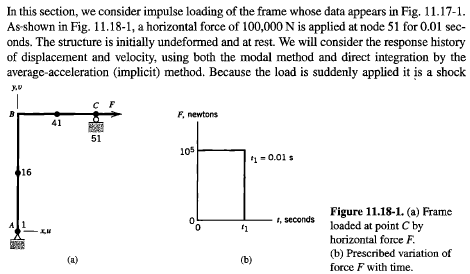 In this section, we consider impulse loading of the frame whose data appears in Fig. 11.17-1.
As shown in Fig. 11.18-1, a horizontal force of 100,000 N is applied at node 51 for 0.01 sec-
onds. The structure is initially undeformed and at rest. We will consider the response history
of displacement and velocity, using both the modal method and direct integration by the
average-acceleration (implicit) method. Because the load is suddenly applied it is a shock
y,v
B
C F
41
51
16
A 1
x,u
(a)
F, newtons
10⁵
t₁ = 0.01 s
0
0 t₁
t, seconds
(b)
Figure 11.18-1. (a) Frame
loaded at point C by
horizontal force F.
(b) Prescribed variation of
force F with time.